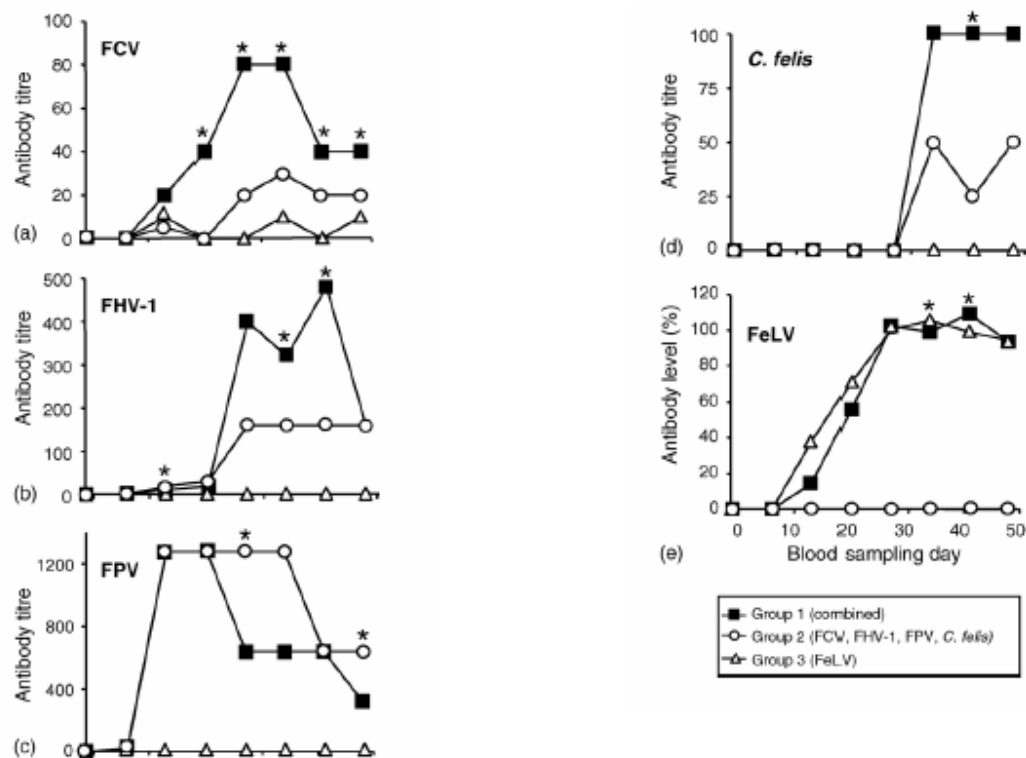 FCV
Antibody titre
100
80
60
40
20
0
(a)
* * * * *
FHV-1
Antibody titre
500
400
300
150
100
0
(b)
* * *
FPV
Antibody titre
1200
600
400
0
(c)
* *
C. felis
Antibody titre
100
75
50
25
0
(d)
*
FeLV
Antibody level (%)
120
100
80
60
40
20
0
* *
0 10 20 30 40 50
(e)
Blood sampling day
Group 1 (combined)
Group 2 (FCV, FHV-1, FPV, C. felis)
Group 3 (FeLV)